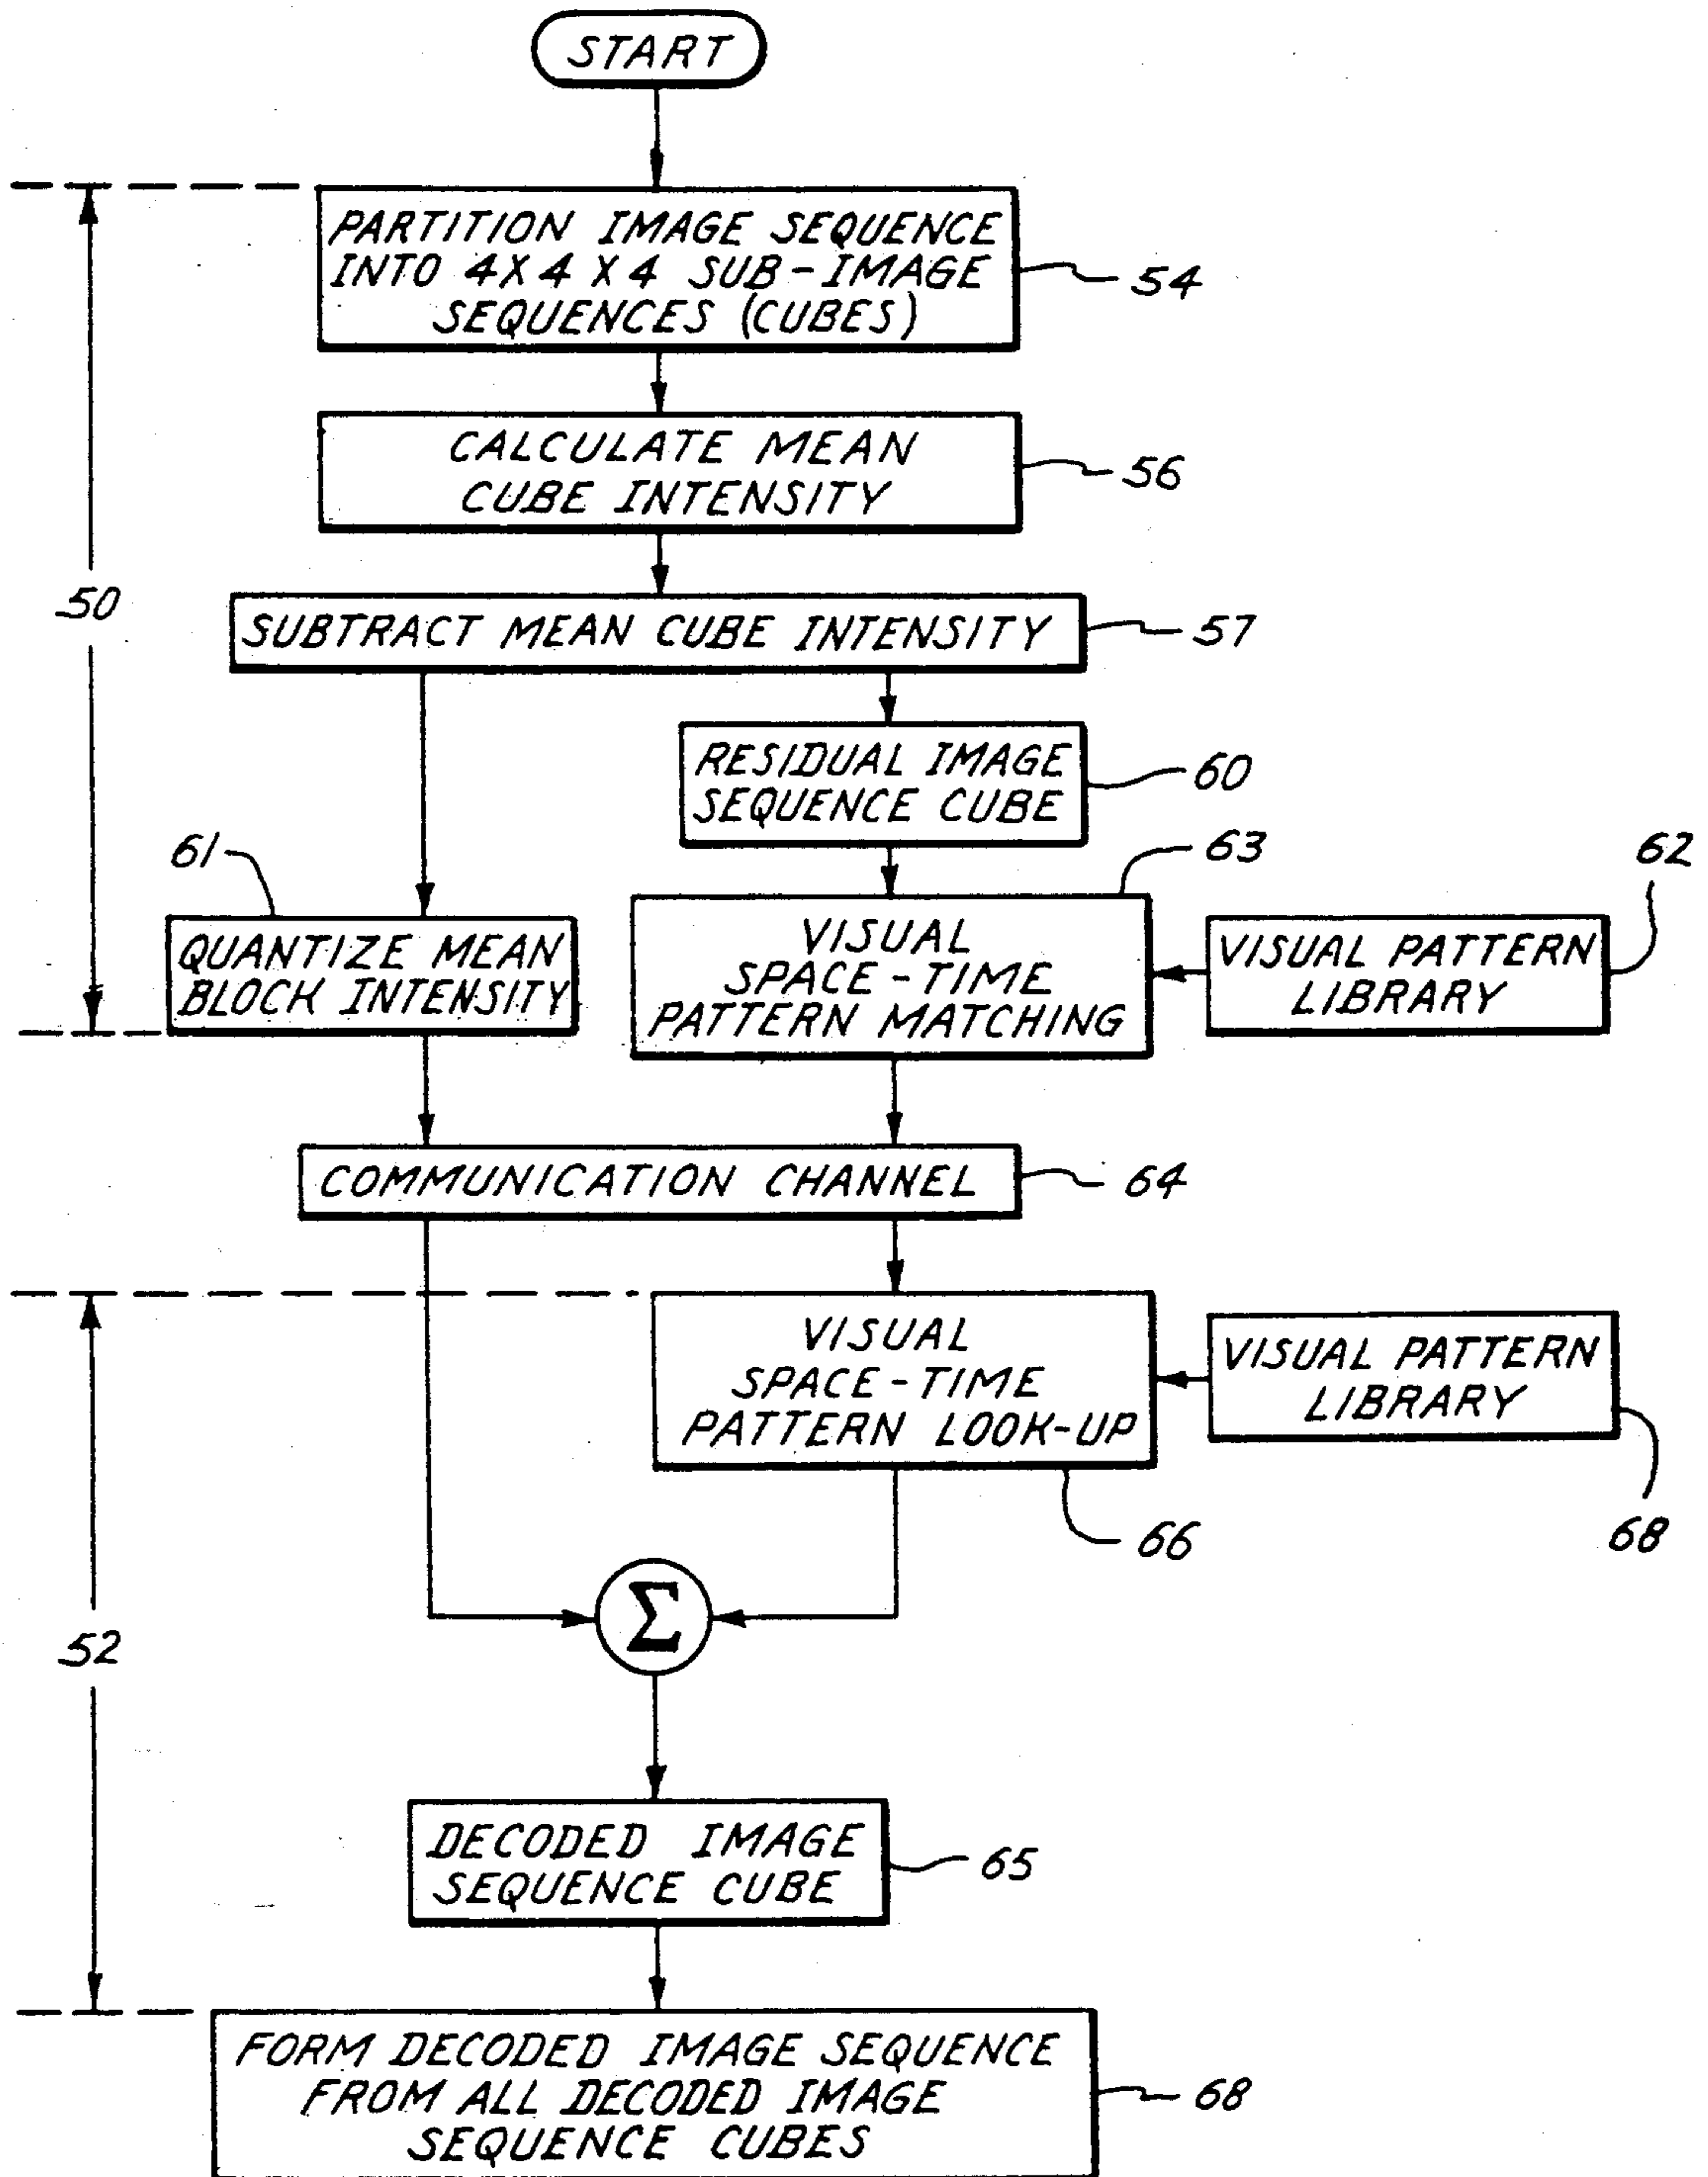 START
PARTITION IMAGE SEQUENCE
INTO 4X4X4 SUB-IMAGE
SEQUENCES (CUBES)
54
CALCULATE MEAN
CUBE INTENSITY
56
50
SUBTRACT MEAN CUBE INTENSITY
57
RESIDUAL IMAGE
SEQUENCE CUBE
60
61
63
62
QUANTIZE MEAN
BLOCK INTENSITY
VISUAL
SPACE-TIME
PATTERN MATCHING
VISUAL PATTERN
LIBRARY
COMMUNICATION CHANNEL
64
VISUAL
SPACE-TIME
PATTERN LOOK-UP
66
VISUAL PATTERN
LIBRARY
68
Σ
52
DECODED IMAGE
SEQUENCE CUBE
65
FORM DECODED IMAGE SEQUENCE
FROM ALL DECODED IMAGE
SEQUENCE CUBES
68